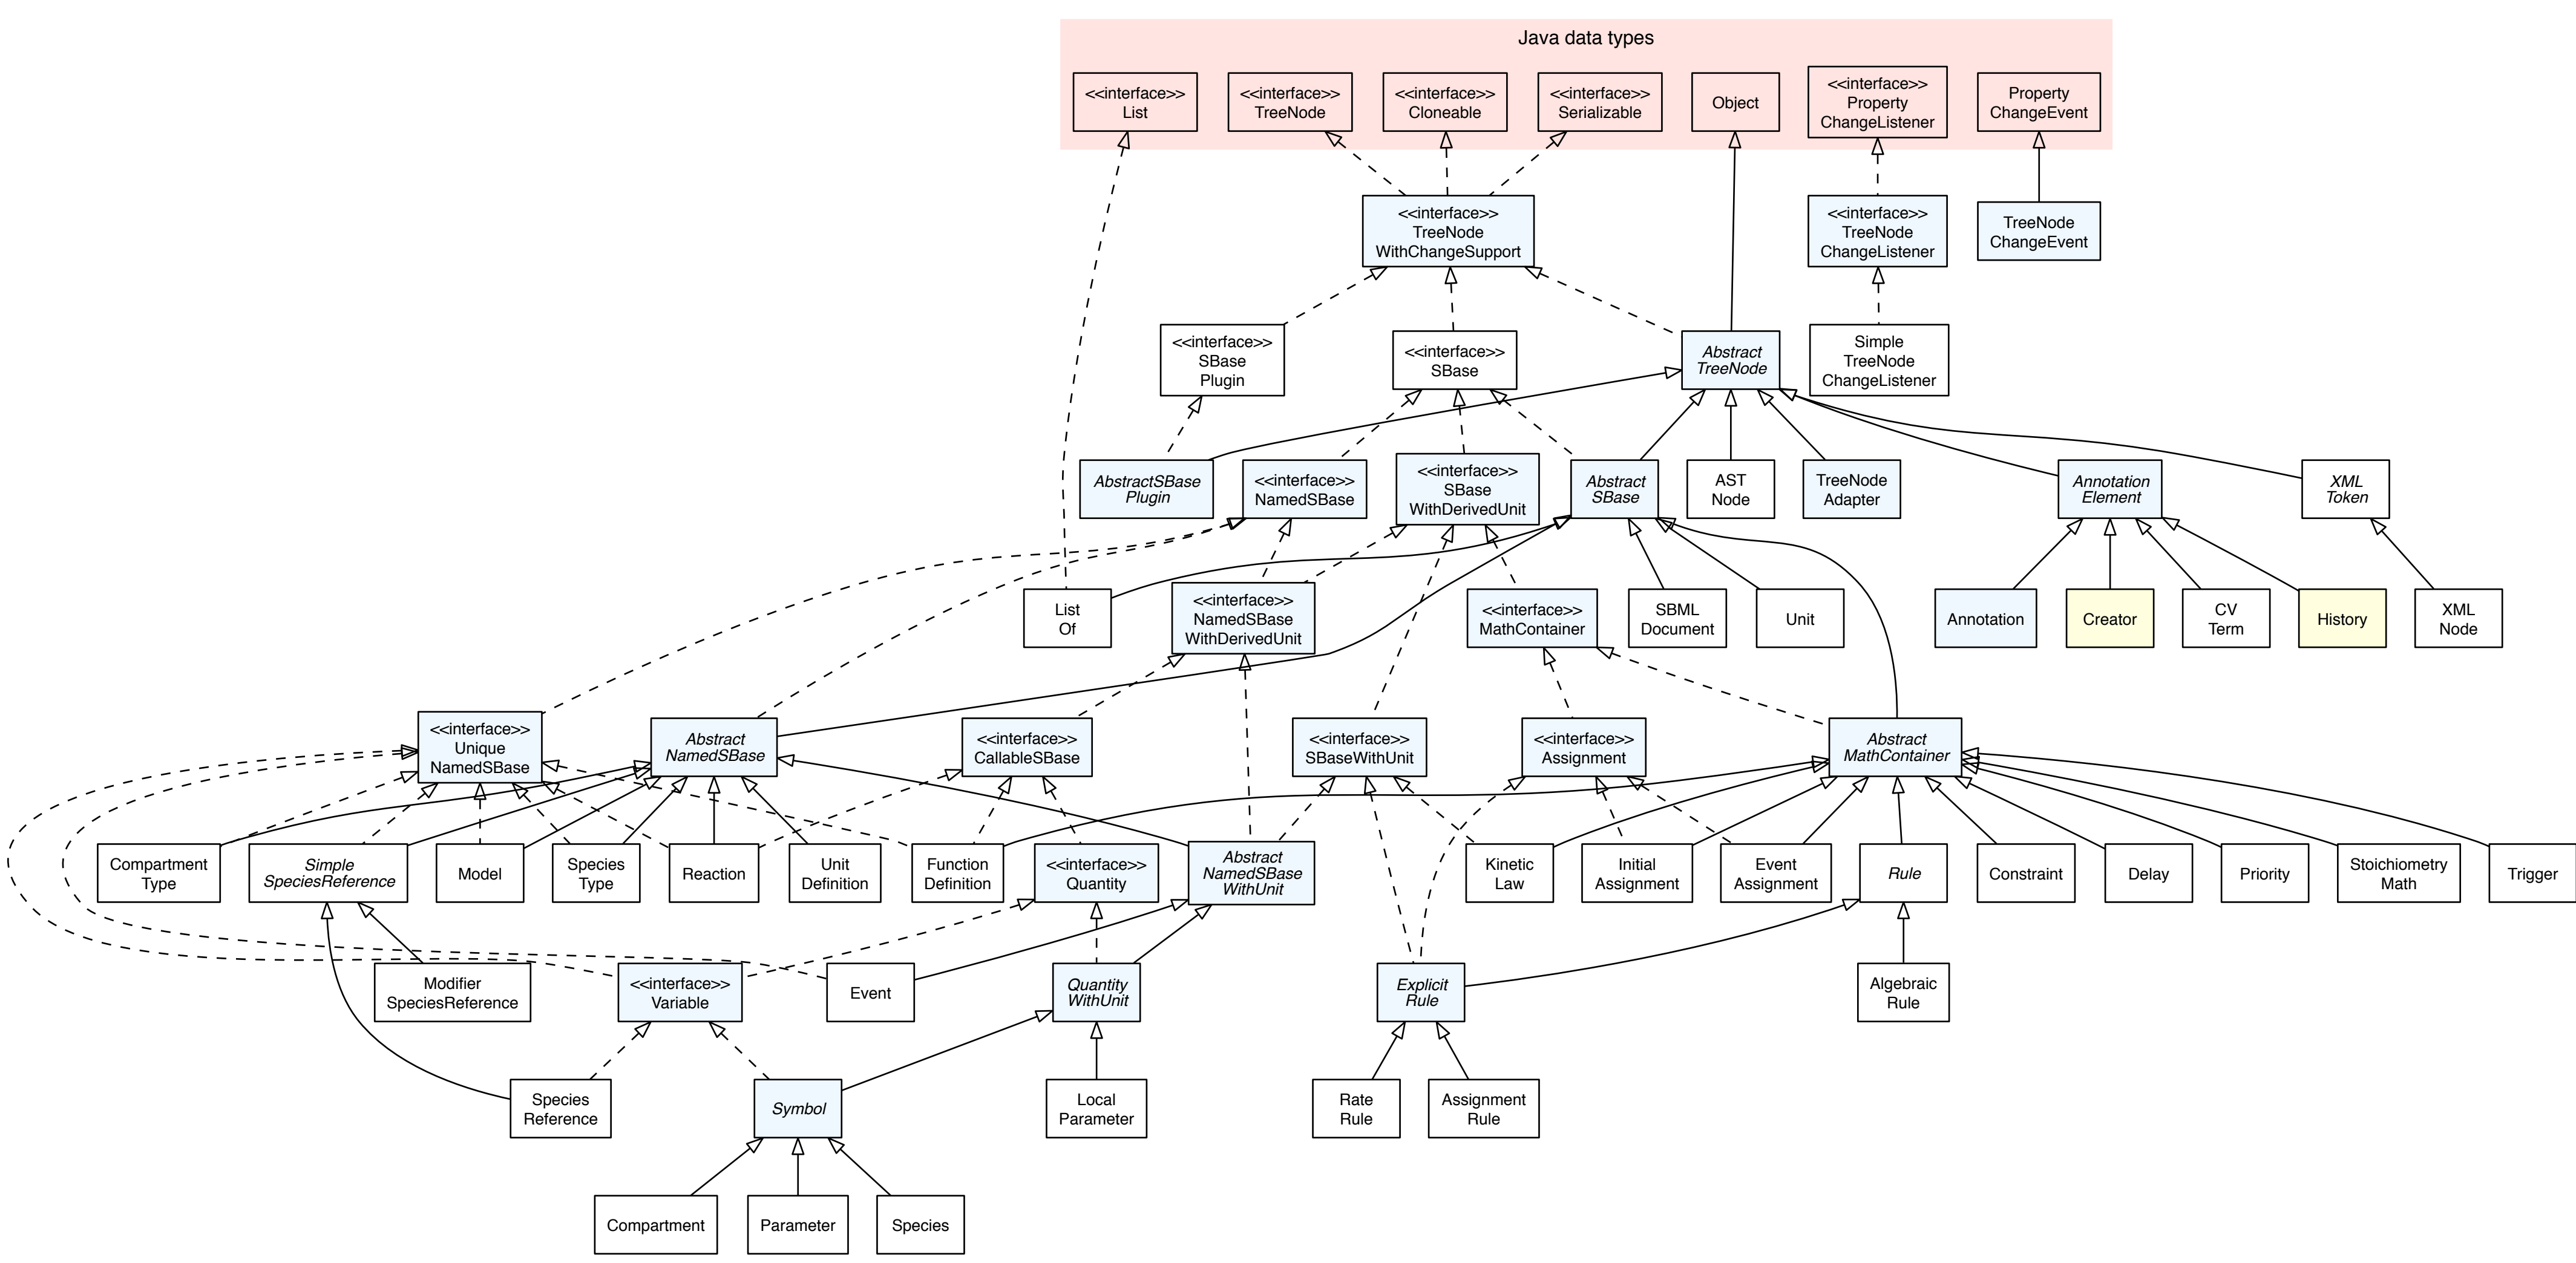 Java data types
<<interface>>
List
<<interface>>
TreeNode
<<interface>>
Cloneable
<<interface>>
Serializable
Object
<<interface>>
Property
ChangeListener
Property
ChangeEvent
<<interface>>
TreeNode
WithChangeSupport
<<interface>>
TreeNode
ChangeListener
TreeNode
ChangeEvent
<<interface>>
SBase
Plugin
<<interface>>
SBase
Abstract
TreeNode
Simple
TreeNode
ChangeListener
AbstractSBase
Plugin
<<interface>>
NamedSBase
<<interface>>
SBase
WithDerivedUnit
Abstract
SBase
AST
Node
TreeNode
Adapter
Annotation
Element
XML
Token
List
Of
<<interface>>
NamedSBase
WithDerivedUnit
<<interface>>
MathContainer
SBML
Document
Unit
Annotation
Creator
CV
Term
History
XML
Node
<<interface>>
Unique
NamedSBase
Abstract
NamedSBase
<<interface>>
CallableSBase
<<interface>>
SBaseWithUnit
<<interface>>
Assignment
Abstract
MathContainer
Compartment
Type
Simple
SpeciesReference
Model
Species
Type
Reaction
Unit
Definition
Function
Definition
<<interface>>
Quantity
Abstract
NamedSBase
WithUnit
Kinetic
Law
Initial
Assignment
Event
Assignment
Rule
Constraint
Delay
Priority
Stoichiometry
Math
Trigger
Modifier
SpeciesReference
<<interface>>
Variable
Event
Quantity
WithUnit
Explicit
Rule
Algebraic
Rule
Species
Reference
Symbol
Local
Parameter
Rate
Rule
Assignment
Rule
Compartment
Parameter
Species